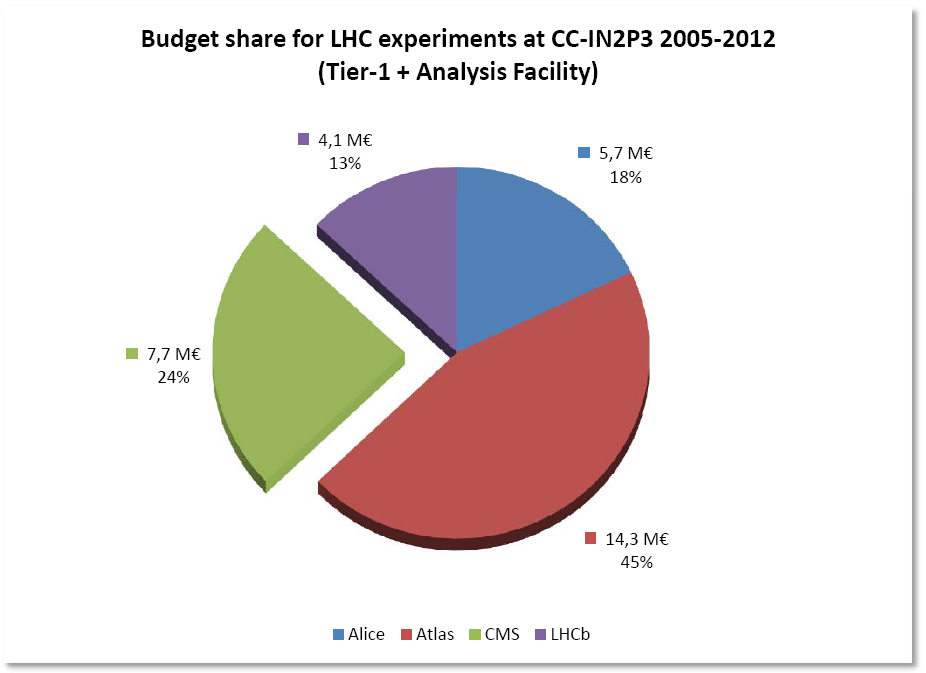 Budget share for LHC experiments at CC-IN2P3 2005-2012
(Tier-1 + Analysis Facility)
4,1 M€
13%
5,7 M€
18%
7,7 M€
24%
14,3 M€
45%
Alice Atlas CMS LHCb